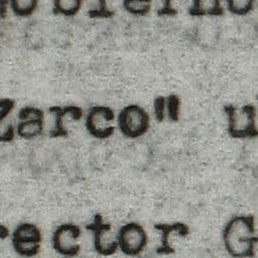 Zarco" u
rector G